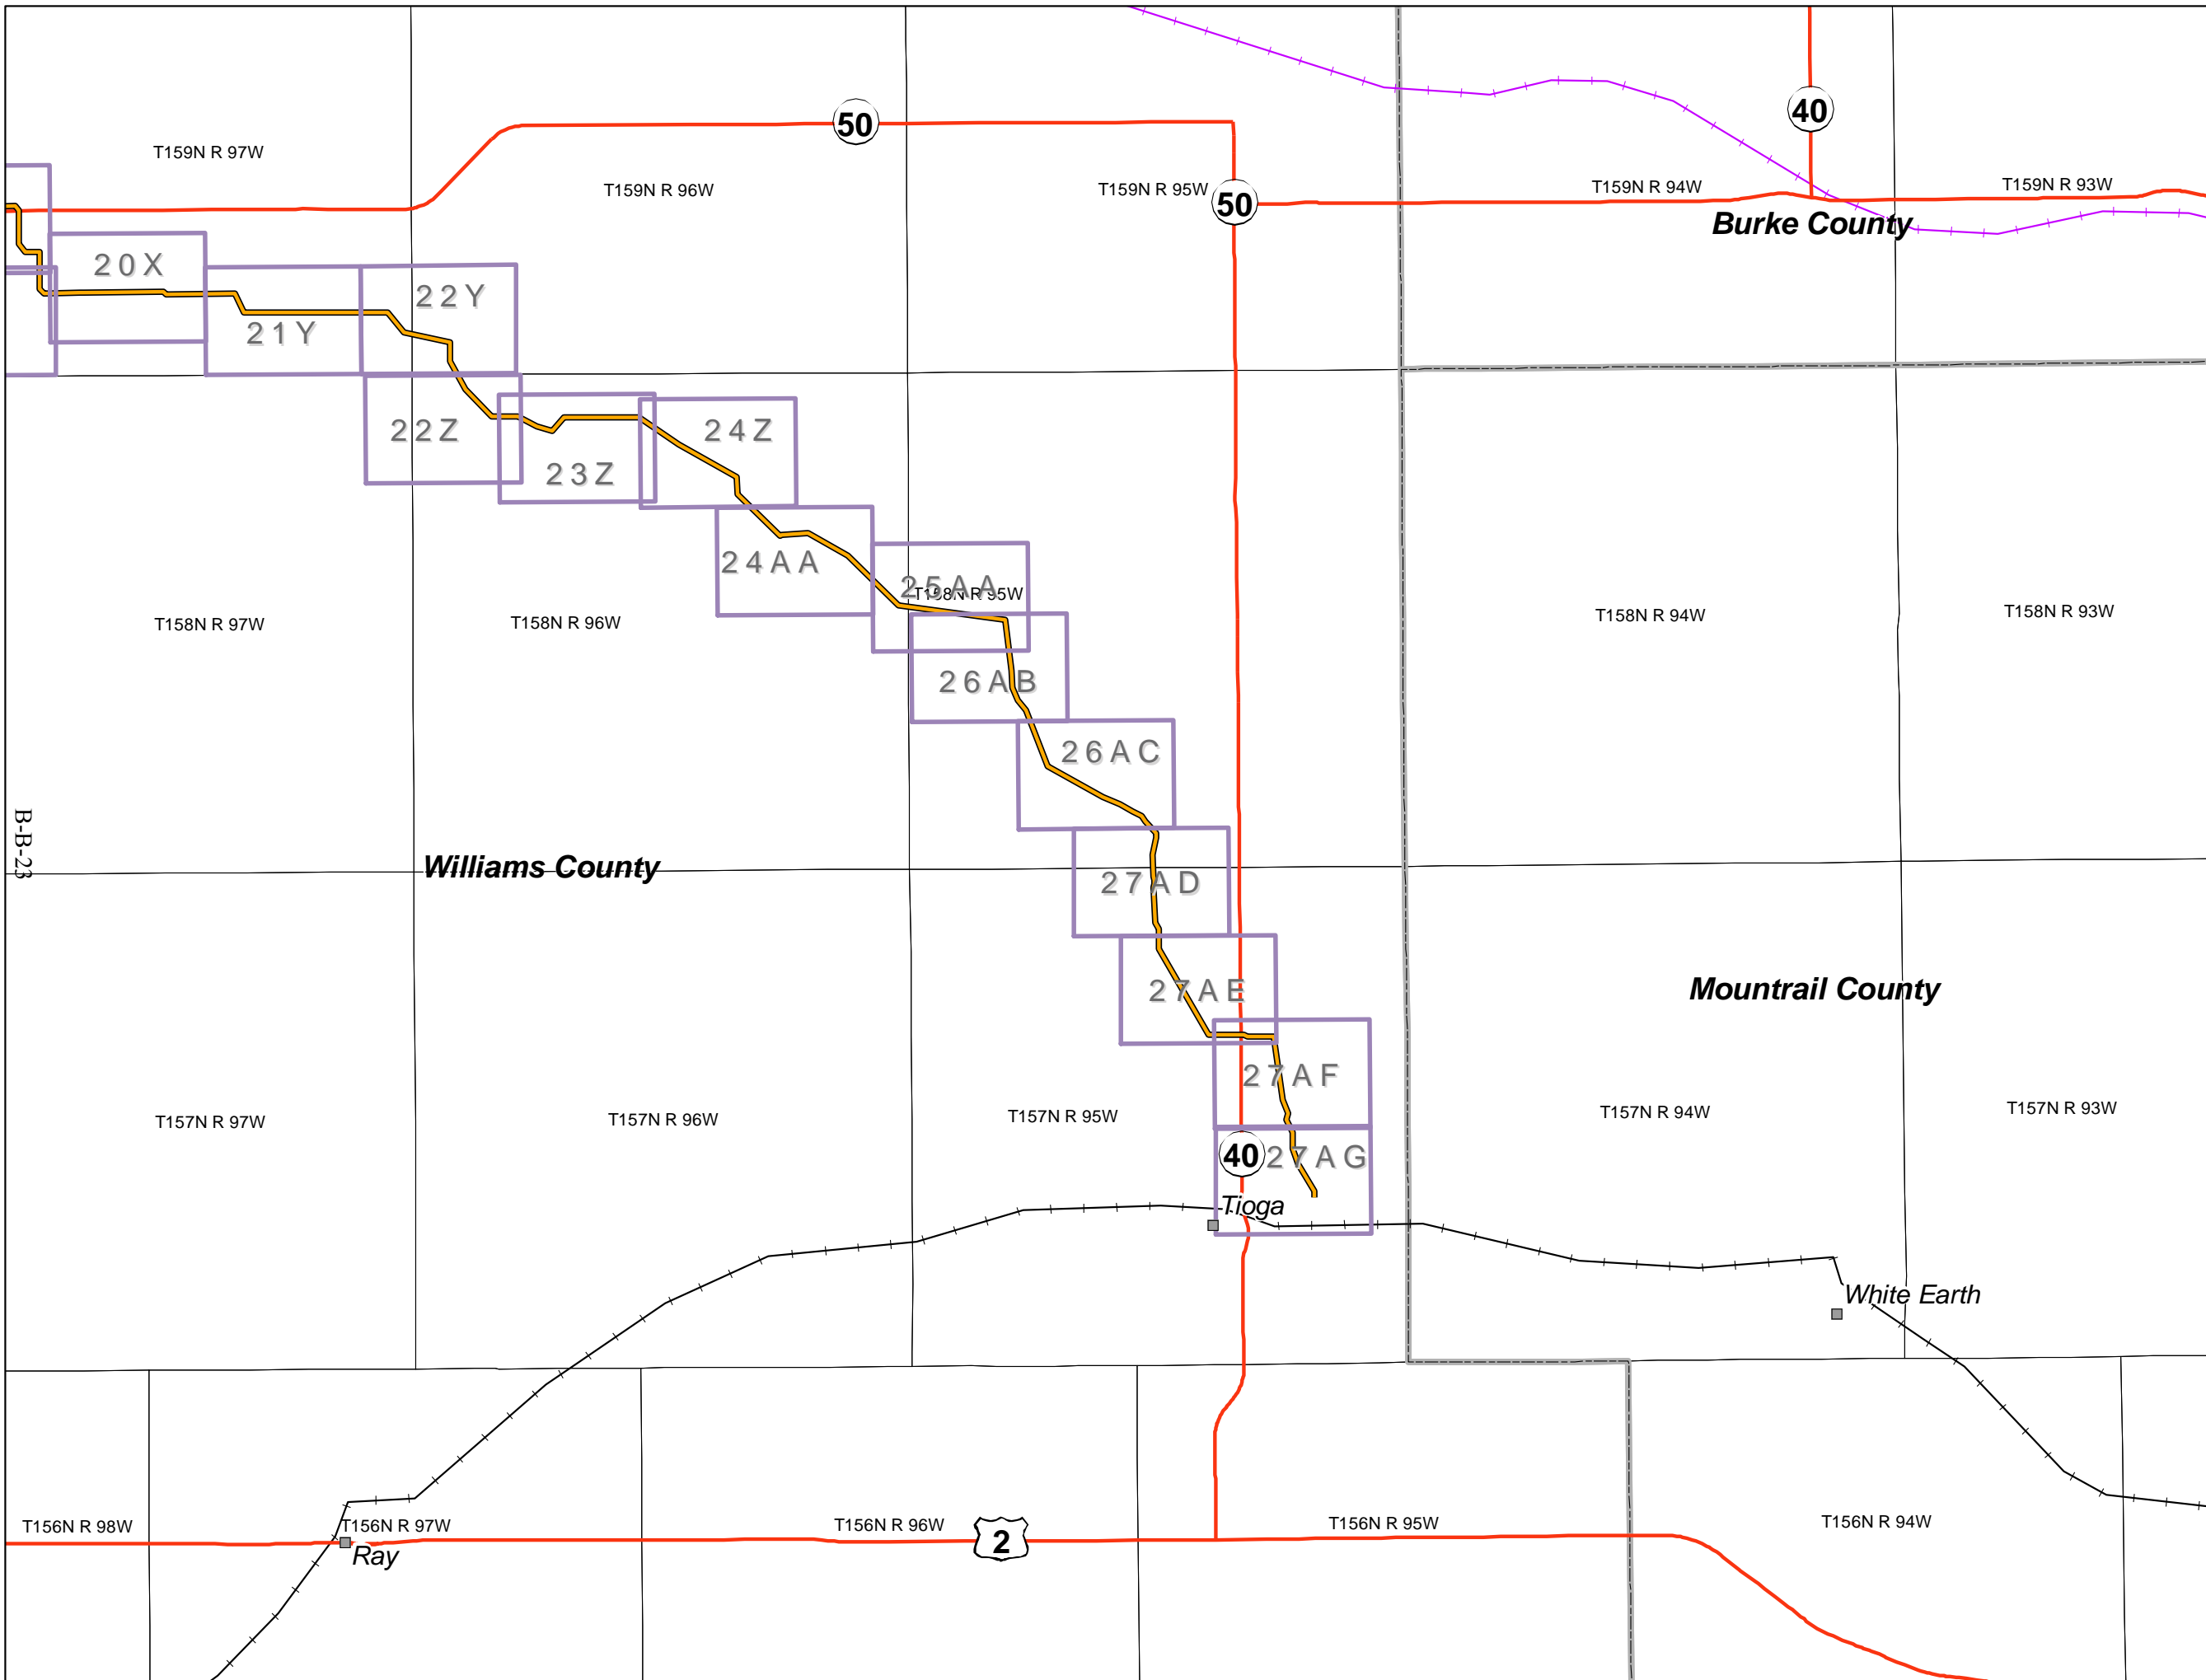 50
40
T159N R 97W
T159N R 96W
T159N R 95W
50
T159N R 94W
T159N R 93W
Burke County
20X
22Y
21Y
22Z
24Z
23Z
24AA
25AA
T158N R 95W
T158N R 97W
T158N R 96W
T158N R 94W
T158N R 93W
26AB
26AC
B-B-23
Williams County
27AD
27AE
Mountrail County
27AF
T157N R 97W
T157N R 96W
T157N R 95W
T157N R 94W
T157N R 93W
40
27AG
Tioga
White Earth
T156N R 98W
T156N R 97W
T156N R 96W
2
T156N R 95W
T156N R 94W
Ray